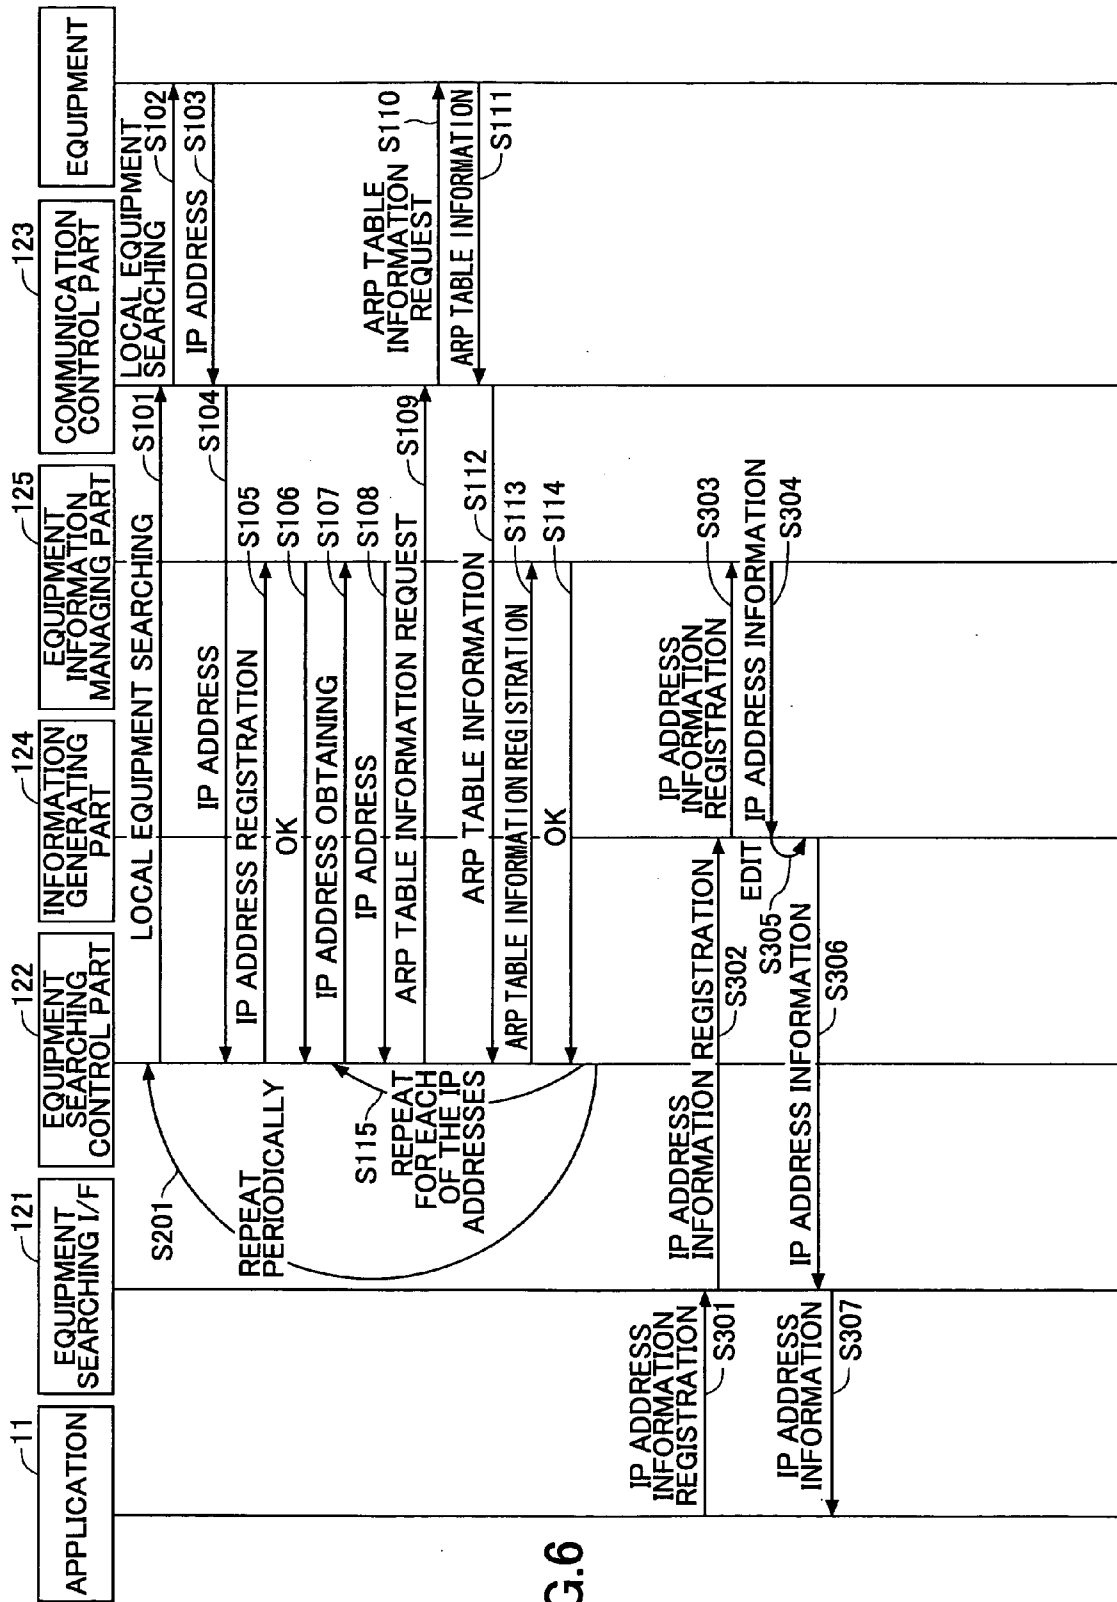 11
APPLICATION
121
EQUIPMENT
SEARCHING I/F
122
EQUIPMENT
SEARCHING
CONTROL PART
124
INFORMATION
GENERATING
PART
125
EQUIPMENT
INFORMATION
MANAGING PART
123
COMMUNICATION
CONTROL PART
EQUIPMENT
LOCAL EQUIPMENT SEARCHING
S101
LOCAL EQUIPMENT
SEARCHING
S102
IP ADDRESS
S103
IP ADDRESS
S104
IP ADDRESS REGISTRATION
S105
OK
S106
IP ADDRESS OBTAINING
S107
IP ADDRESS
S108
ARP TABLE INFORMATION REQUEST
S109
ARP TABLE
INFORMATION
REQUEST
S110
ARP TABLE INFORMATION
S111
ARP TABLE INFORMATION
S112
ARP TABLE INFORMATION REGISTRATION
S113
OK
S114
S201
REPEAT
PERIODICALLY
S115
REPEAT
FOR EACH
OF THE IP
ADDRESSES
IP ADDRESS
INFORMATION
REGISTRATION
S301
IP ADDRESS
INFORMATION REGISTRATION
S302
IP ADDRESS
INFORMATION
REGISTRATION
S303
IP ADDRESS INFORMATION
S304
EDIT
S305
IP ADDRESS INFORMATION
S306
IP ADDRESS
INFORMATION
S307
G.6